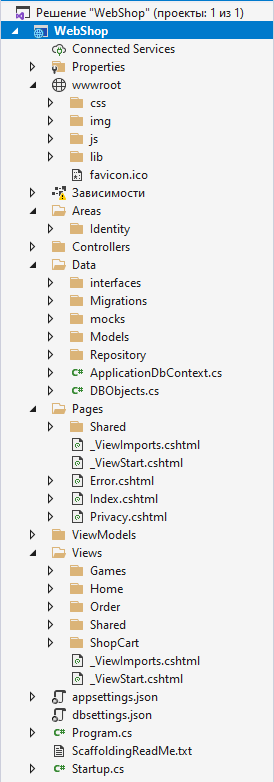 Решение "WebShop" (проекты: 1 из 1)
WebShop
Connected Services
Properties
wwwroot
css
img
js
lib
favicon.ico
Зависимости
Areas
Identity
Controllers
Data
interfaces
Migrations
mocks
Models
Repository
C# ApplicationDbContext.cs
C# DBObjects.cs
Pages
Shared
_ViewImports.cshtml
_ViewStart.cshtml
Error.cshtml
Index.cshtml
Privacy.cshtml
ViewModels
Views
Games
Home
Order
Shared
ShopCart
_ViewImports.cshtml
_ViewStart.cshtml
appsettings.json
dbsettings.json
C# Program.cs
ScaffoldingReadMe.txt
C# Startup.cs